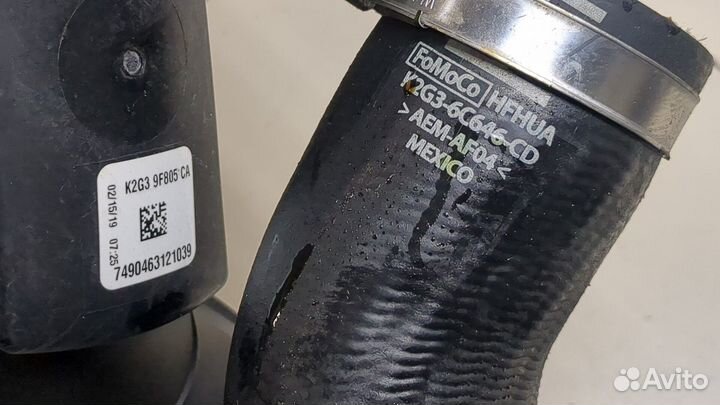 K2G3 9F805 CA
02/15/19 07:25
7490463121039
FoMoCo HFHUA
K2G3-6C646-CD
>AEM-AF04<
MEXICO
Avito